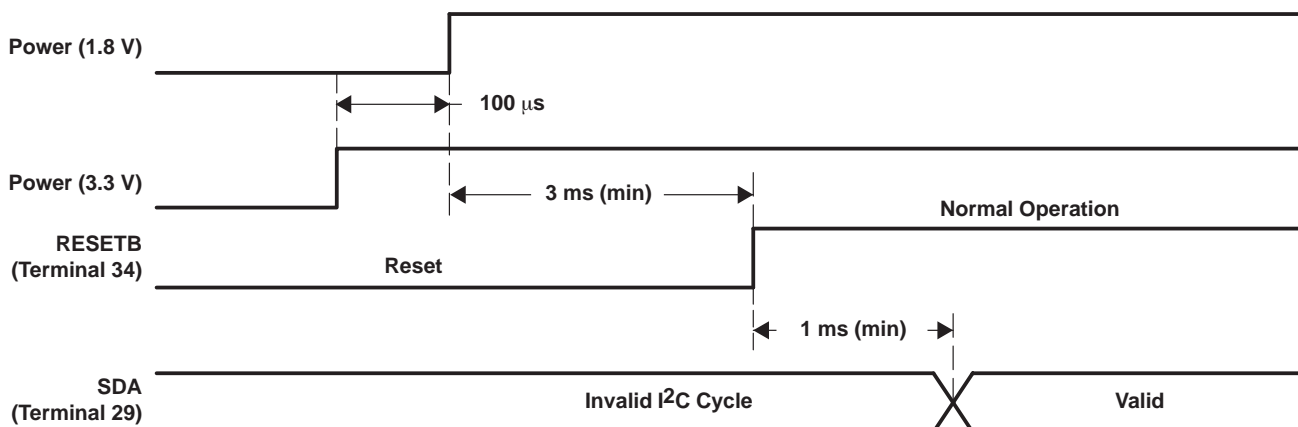 Power (1.8 V)
100 μs
Power (3.3 V)
3 ms (min)
Normal Operation
RESETB
(Terminal 34)
Reset
1 ms (min)
SDA
(Terminal 29)
Invalid I2C Cycle
Valid